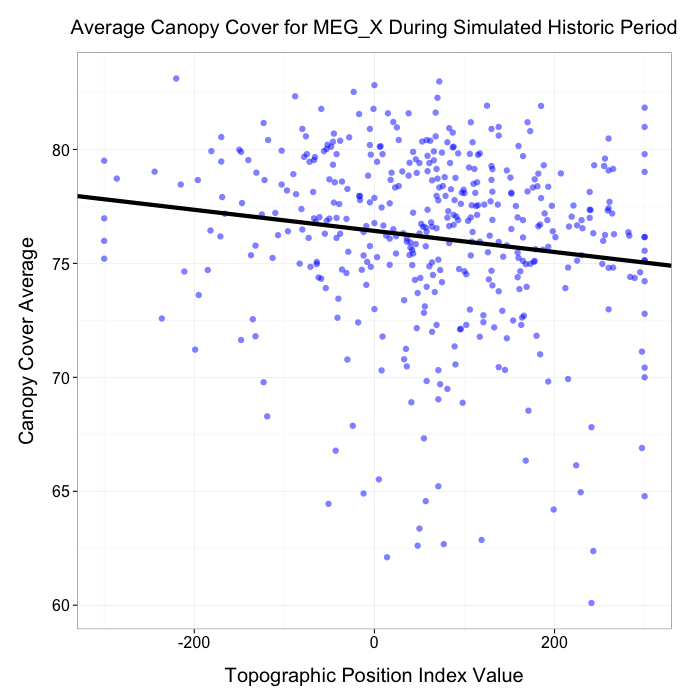 Average Canopy Cover for MEG_X During Simulated Historic Period
80
75
70
65
60
Canopy Cover Average
-200 0 200
Topographic Position Index Value